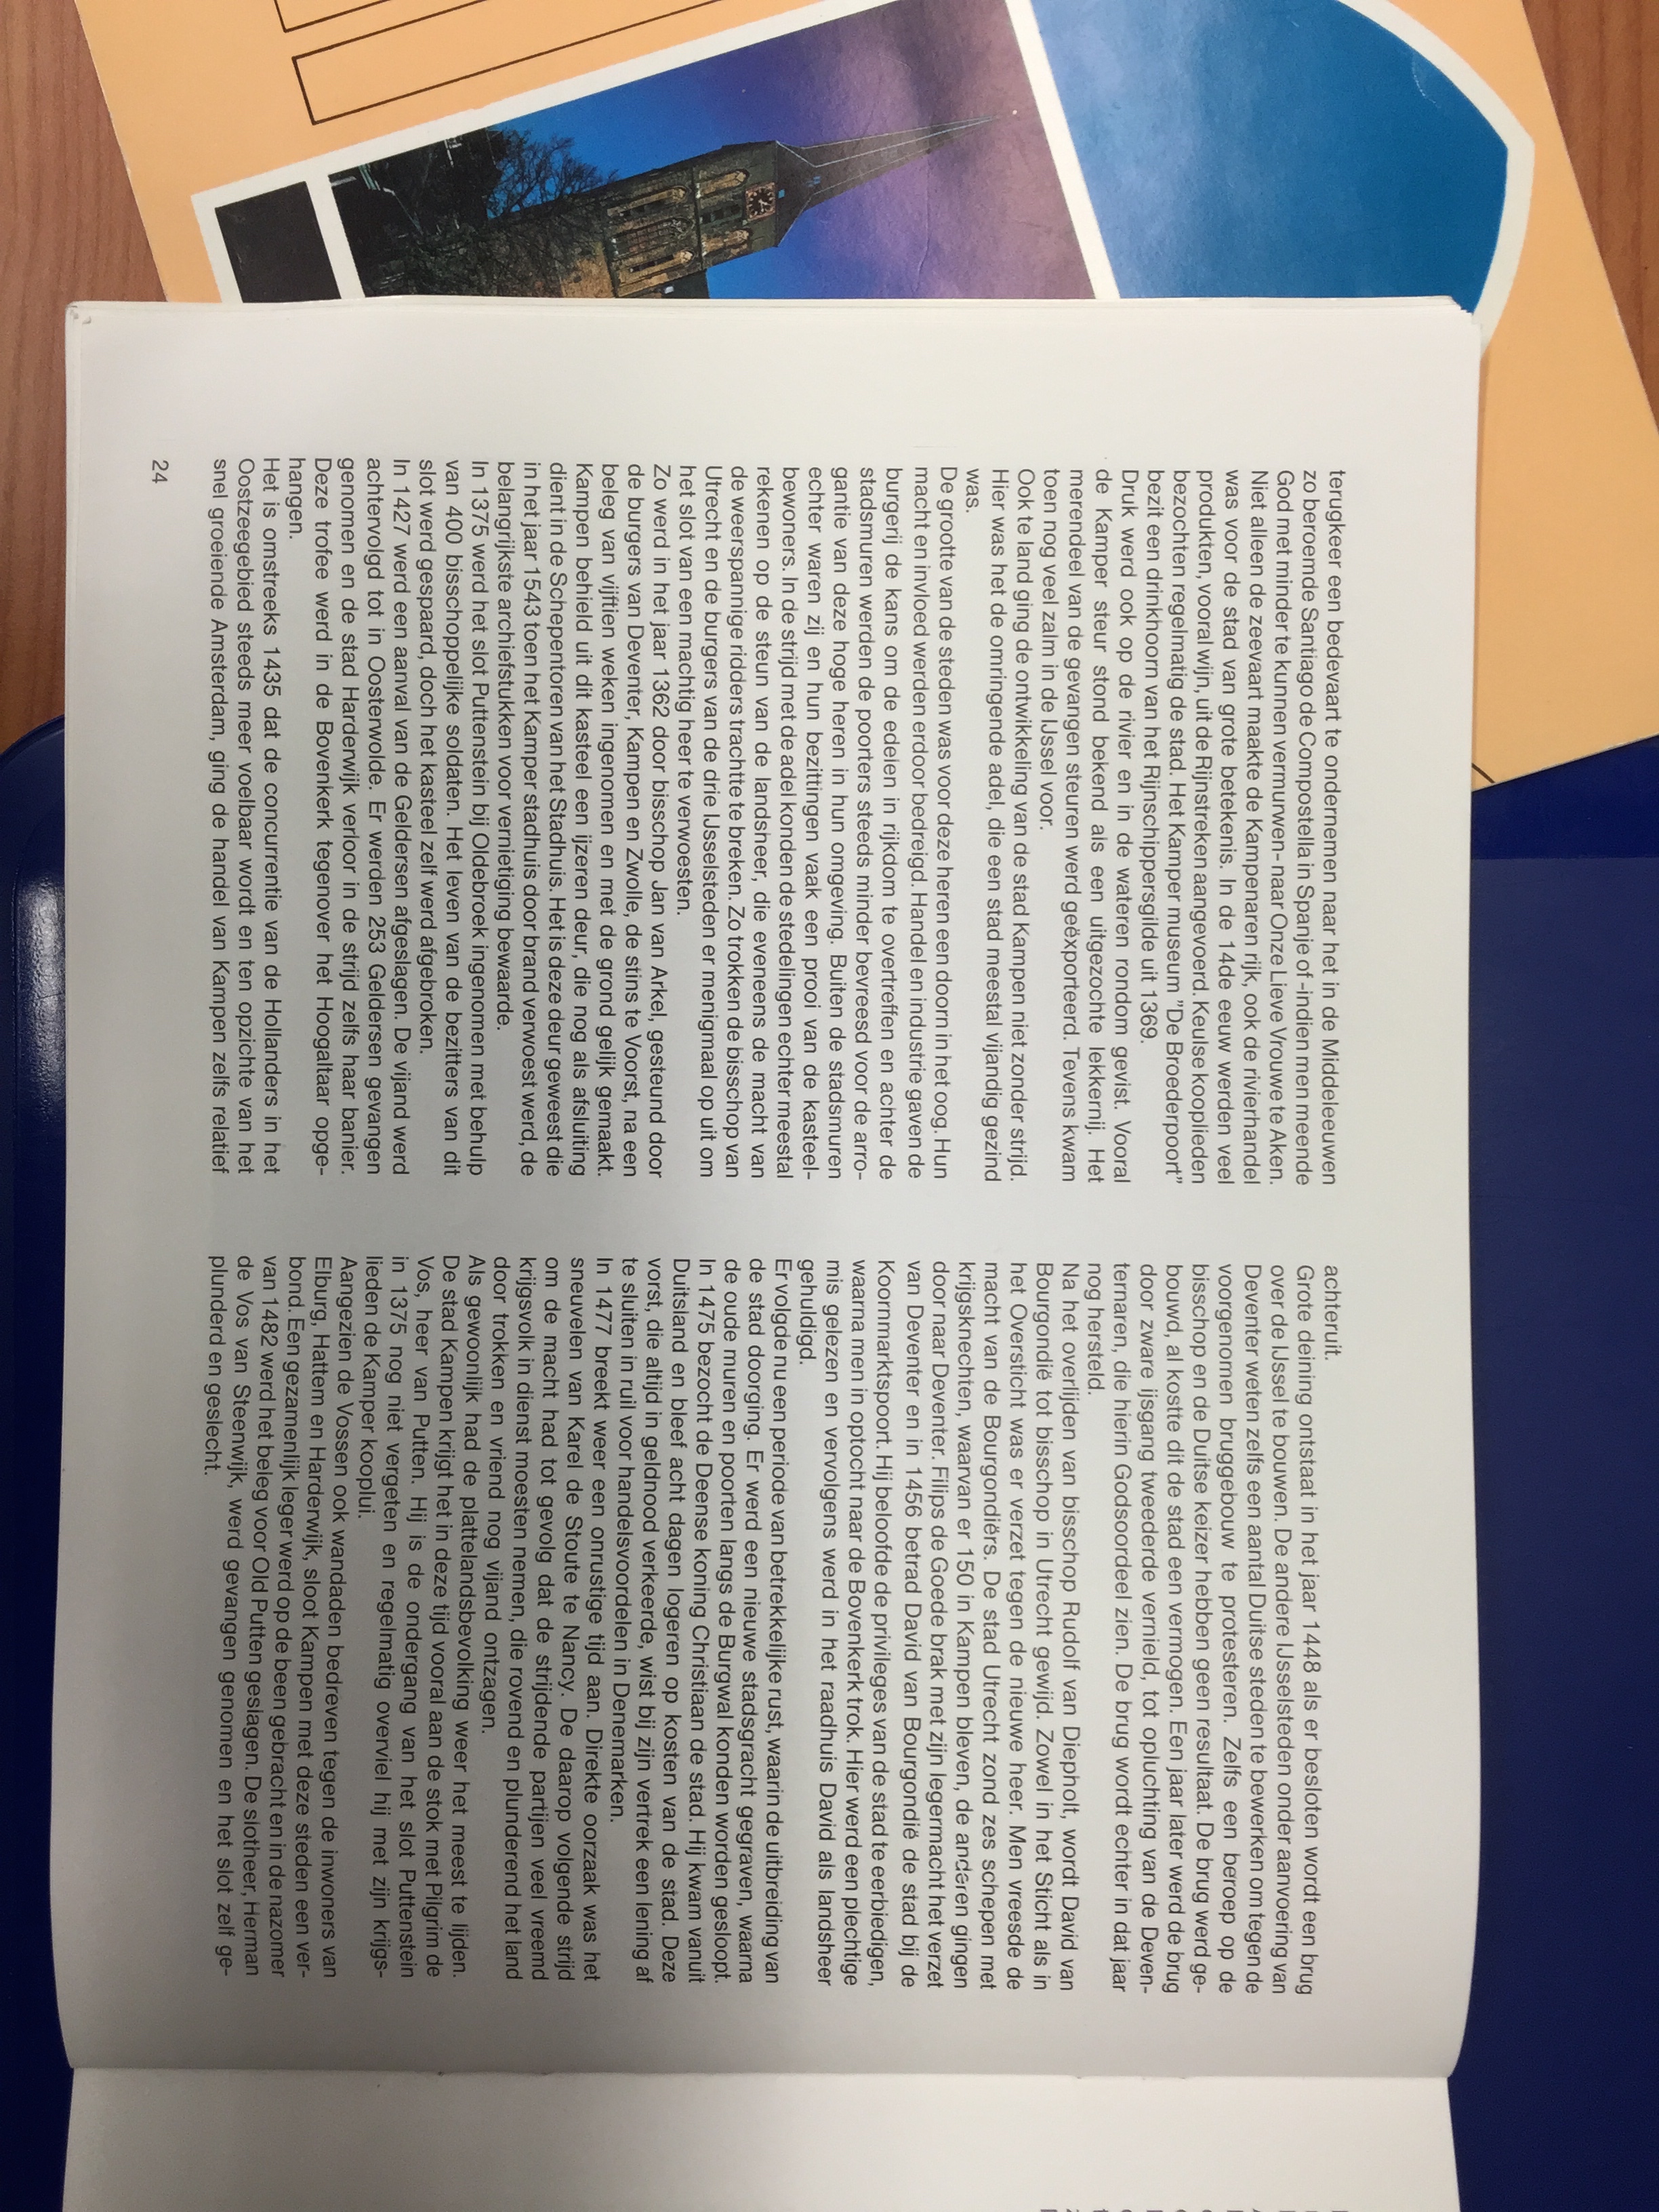 terugkeer een bedevaart te ondernemen naar het in de Middeleeuwen
zo beroemde Santiago de Compostella in Spanje of -indien men meende
God met minder te kunnen vermurwen- naar Onze Lieve Vrouwe te Aken.
Niet alleen de zeevaart maakte de Kampenaren rijk, ook de rivierhandel
was voor de stad van grote betekenis. In de 14de eeuw werden veel
produkten, vooral wijn, uit de Rijnstreken aangevoerd. Keulse kooplieden
bezochten regelmatig de stad. Het Kamper museum ”De Broederpoort”
bezit een drinkhoorn van het Rijnschippersgilde uit 1369.
Druk werd ook op de rivier en in de wateren rondom gevist. Vooral
de Kamper steur stond bekend als een uitgezochte lekkernij. Het
merendeel van de gevangen steuren werd geëxporteerd. Tevens kwam
toen nog veel zalm in de IJssel voor.
Ook te land ging de ontwikkeling van de stad Kampen niet zonder strijd.
Hier was het de omringende adel, die een stad meestal vijandig gezind
was.
De grootte van de steden was voor deze heren een doorn in het oog. Hun
macht en invloed werden erdoor bedreigd. Handel en industrie gaven de
burgerij de kans om de edelen in rijkdom te overtreffen en achter de
stadsmuren werden de poorters steeds minder bevreesd voor de arro-
gantie van deze hoge heren in hun omgeving. Buiten de stadsmuren
echter waren zij en hun bezittingen vaak een prooi van de kasteel-
bewoners. In de strijd met de adel konden de stedelingen echter meestal
rekenen op de steun van de landsheer, die eveneens de macht van
de weerspannige ridders trachtte te breken. Zo trokken de bisschop van
Utrecht en de burgers van de drie IJsselsteden er menigmaal op uit om
het slot van een machtig heer te verwoesten.
Zo werd in het jaar 1362 door bisschop Jan van Arkel, gesteund door
de burgers van Deventer, Kampen en Zwolle, de stins te Voorst, na een
beleg van vijftien weken ingenomen en met de grond gelijk gemaakt.
Kampen behield uit dit kasteel een ijzeren deur, die nog als afsluiting
dient in de Schepentoren van het Stadhuis. Het is deze deur geweest die
in het jaar 1543 toen het Kamper stadhuis door brand verwoest werd, de
belangrijkste archiefstukken voor vernietiging bewaarde.
In 1375 werd het slot Puttenstein bij Oldebroek ingenomen met behulp
van 400 bisschoppelijke soldaten. Het leven van de bezitters van dit
slot werd gespaard, doch het kasteel zelf werd afgebroken.
In 1427 werd een aanval van de Geldersen afgeslagen. De vijand werd
achtervolgd tot in Oosterwolde. Er werden 253 Geldersen gevangen
genomen en de stad Harderwijk verloor in de strijd zelfs haar banier.
Deze trofee werd in de Bovenkerk tegenover het Hoogaltaar opge-
hangen.
Het is omstreeks 1435 dat de concurrentie van de Hollanders in het
Oostzeegebied steeds meer voelbaar wordt en ten opzichte van het
snel groeiende Amsterdam, ging de handel van Kampen zelfs relatief
24
achteruit.
Grote deining ontstaat in het jaar 1448 als er besloten wordt een brug
over de IJssel te bouwen. De andere IJsselsteden onder aanvoering van
Deventer weten zelfs een aantal Duitse steden te bewerken om tegen de
voorgenomen bruggebouw te protesteren. Zelfs een beroep op de
bisschop en de Duitse keizer hebben geen resultaat. De brug werd ge-
bouwd, al kostte dit de stad een vermogen. Een jaar later werd de brug
door zware ijsgang tweederde vernield, tot opluchting van de Deven-
ternaren, die hierin Godsoordeel zien. De brug wordt echter in dat jaar
nog hersteld.
Na het overlijden van bisschop Rudolf van Diepholt, wordt David van
Bourgondië tot bisschop in Utrecht gewijd. Zowel in het Sticht als in
het Oversticht was er verzet tegen de nieuwe heer. Men vreesde de
macht van de Bourgondiërs. De stad Utrecht zond zes schepen met
krijgsknechten, waarvan er 150 in Kampen bleven, de anderen gingen
door naar Deventer. Filips de Goede brak met zijn legermacht het verzet
van Deventer en in 1456 betrad David van Bourgondië de stad bij de
Koornmarktspoort. Hij beloofde de privileges van de stad te eerbiedigen,
waarna men in optocht naar de Bovenkerk trok. Hier werd een plechtige
mis gelezen en vervolgens werd in het raadhuis David als landsheer
gehuldigd.
Er volgde nu een periode van betrekkelijke rust, waarin de uitbreiding van
de stad doorging. Er werd een nieuwe stadsgracht gegraven, waarna
de oude muren en poorten langs de Burgwal konden worden gesloopt.
In 1475 bezocht de Deense koning Christiaan de stad. Hij kwam vanuit
Duitsland en bleef acht dagen logeren op kosten van de stad. Deze
vorst, die altijd in geldnood verkeerde, wist bij zijn vertrek een lening af
te sluiten in ruil voor handelsvoordelen in Denemarken.
In 1477 breekt weer een onrustige tijd aan. Direkte oorzaak was het
sneuvelen van Karel de Stoute te Nancy. De daarop volgende strijd
om de macht had tot gevolg dat de strijdende partijen veel vreemd
krijgsvolk in dienst moesten nemen, die rovend en plunderend het land
door trokken en vriend nog vijand ontzagen.
Als gewoonlijk had de plattelandsbevolking weer het meest te lijden.
De stad Kampen krijgt het in deze tijd vooral aan de stok met Pilgrim de
Vos, heer van Putten. Hij is de ondergang van het slot Puttenstein
in 1375 nog niet vergeten en regelmatig overviel hij met zijn krijgs-
lieden de Kamper kooplui.
Aangezien de Vossen ook wandaden bedreven tegen de inwoners van
Elburg, Hattem en Harderwijk, sloot Kampen met deze steden een ver-
bond. Een gezamenlijk leger werd op de been gebracht en in de nazomer
van 1482 werd het beleg voor Old Putten geslagen. De slotheer, Herman
de Vos van Steenwijk, werd gevangen genomen en het slot zelf ge-
plunderd en geslecht.